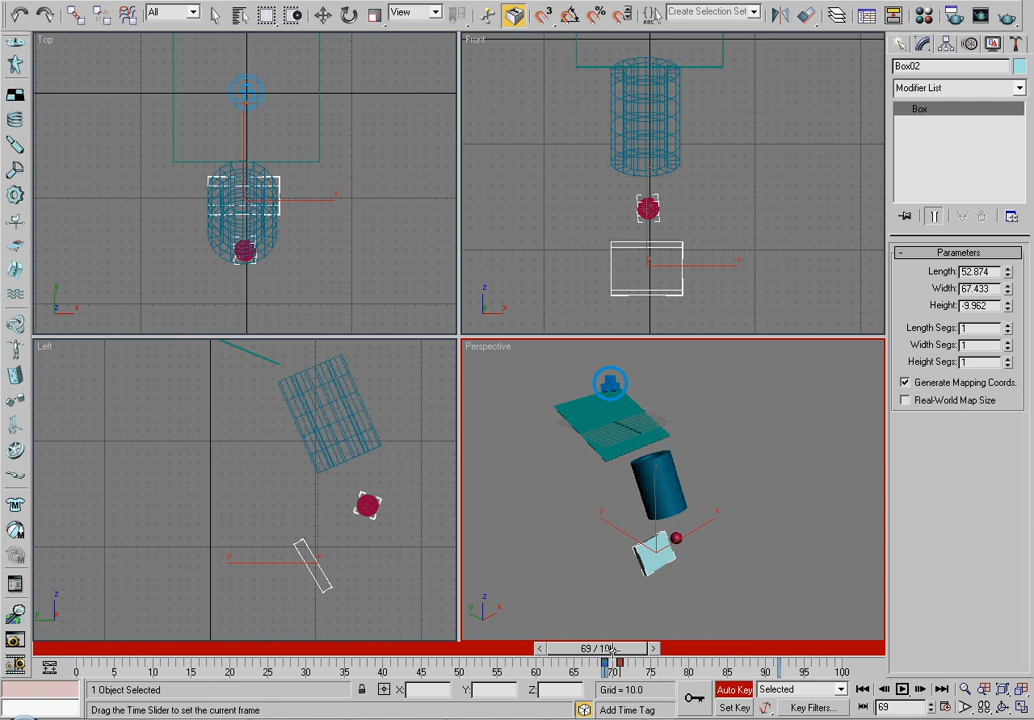 All
View
Create Selection Set
Top
Front
Box02
Modifier List
Box
Parameters
Length: 52.874
Width: 67.433
Height: -9.962
Length Segs: 1
Width Segs: 1
Height Segs: 1
Generate Mapping Coords.
Real-World Map Size
Left
Perspective
0 5 10 15 20 25 30 35 40 45 50 55 60 65 70 75 80 85 90 95 100
1 Object Selected
X:
Y:
Z:
Grid = 10.0
Auto Key
Selected
Drag the Time Slider to set the current frame
Add Time Tag
Set Key
Key Filters...
69